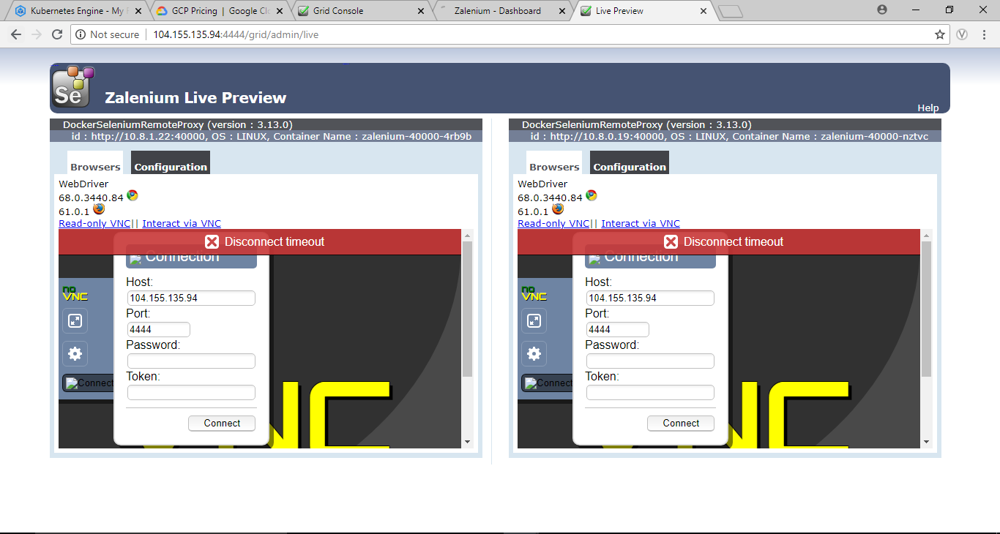 Kubernetes Engine - My
GCP Pricing | Google Clo
Grid Console
Zalenium - Dashboard
Live Preview
Not secure
104.155.135.94:4444/grid/admin/live
V
Se
Zalenium Live Preview
Help
DockerSeleniumRemoteProxy (version : 3.13.0)
id : http://10.8.1.22:40000, OS : LINUX, Container Name : zalenium-40000-4rb9b
Browsers
Configuration
WebDriver
68.0.3440.84
61.0.1
Read-only VNC|| Interact via VNC
Disconnect timeout
Connection
no
VNC
Host:
104.155.135.94
Port:
4444
Password:
Token:
Connect
Connect
DockerSeleniumRemoteProxy (version : 3.13.0)
id : http://10.8.0.19:40000, OS : LINUX, Container Name : zalenium-40000-nztvc
Browsers
Configuration
WebDriver
68.0.3440.84
61.0.1
Read-only VNC|| Interact via VNC
Disconnect timeout
Connection
no
VNC
Host:
104.155.135.94
Port:
4444
Password:
Token:
Connect
Connect